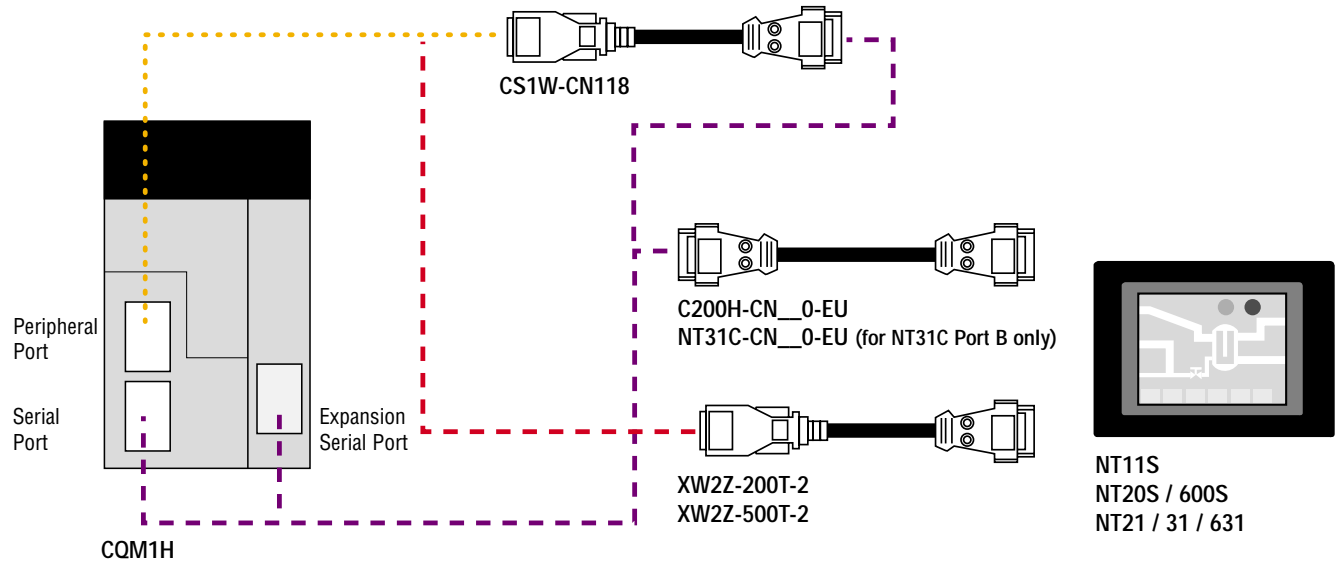 CS1W-CN118
Peripheral
Port
Serial
Port
Expansion
Serial Port
CQM1H
C200H-CN__0-EU
NT31C-CN__0-EU (for NT31C Port B only)
XW2Z-200T-2
XW2Z-500T-2
NT11S
NT20S / 600S
NT21 / 31 / 631